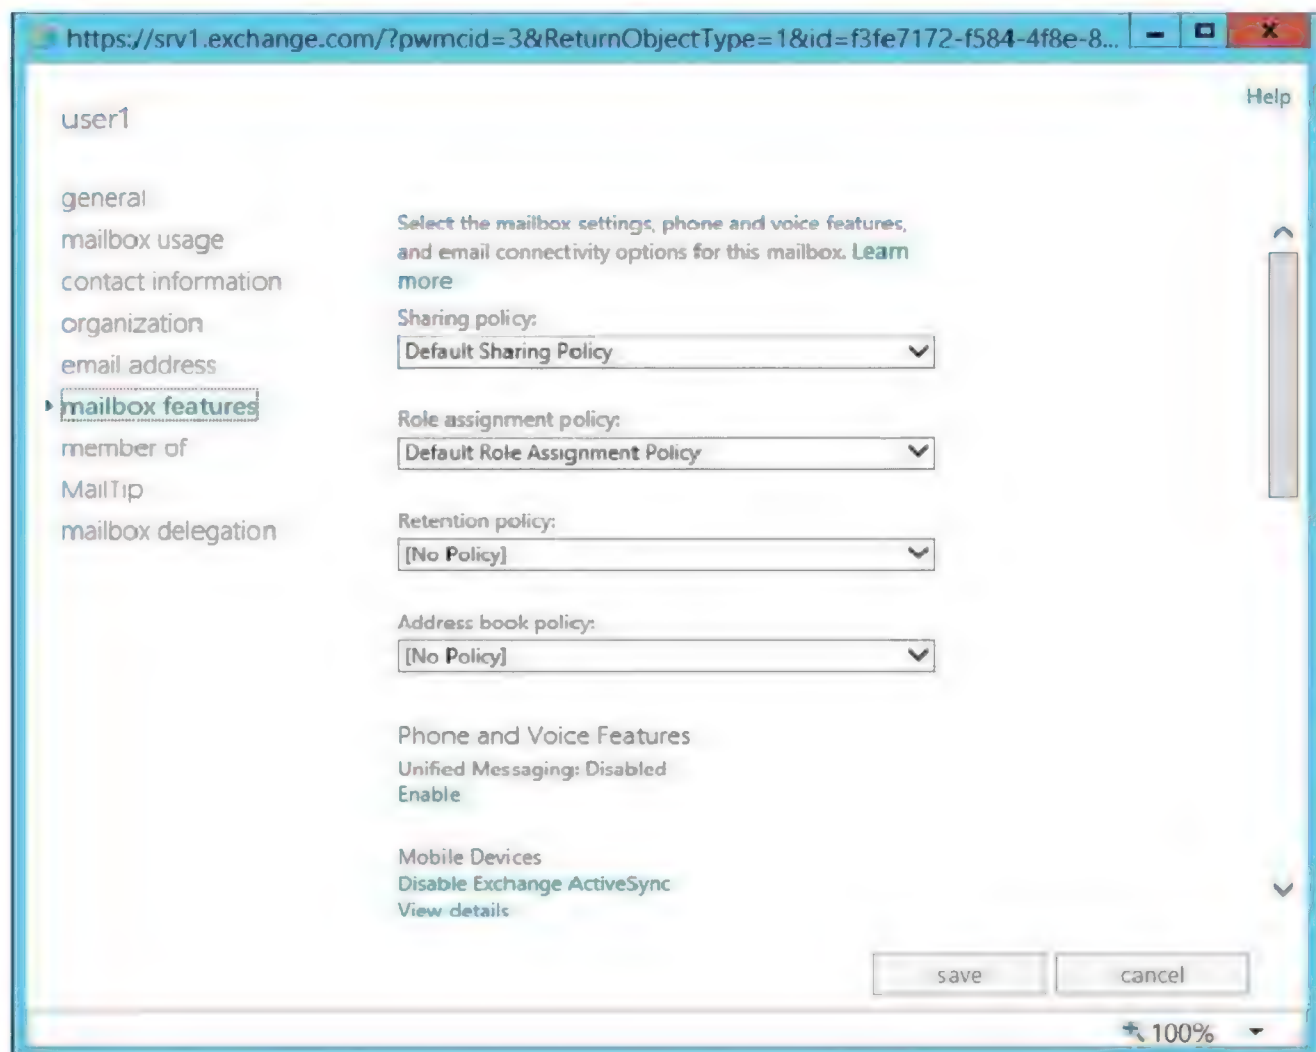 https://srv1.exchange.com/?pwmcid=3&ReturnObjectType=1&id=f3fe7172-f584-4f8e-8...
Help
user1
general
mailbox usage
contact information
organization
email address
mailbox features
member of
MailTip
mailbox delegation
Select the mailbox settings, phone and voice features,
and email connectivity options for this mailbox. Learn
more
Sharing policy:
Default Sharing Policy
Role assignment policy:
Default Role Assignment Policy
Retention policy:
[No Policy]
Address book policy:
[No Policy]
Phone and Voice Features
Unified Messaging: Disabled
Enable
Mobile Devices
Disable Exchange ActiveSync
View details
save
cancel
100%